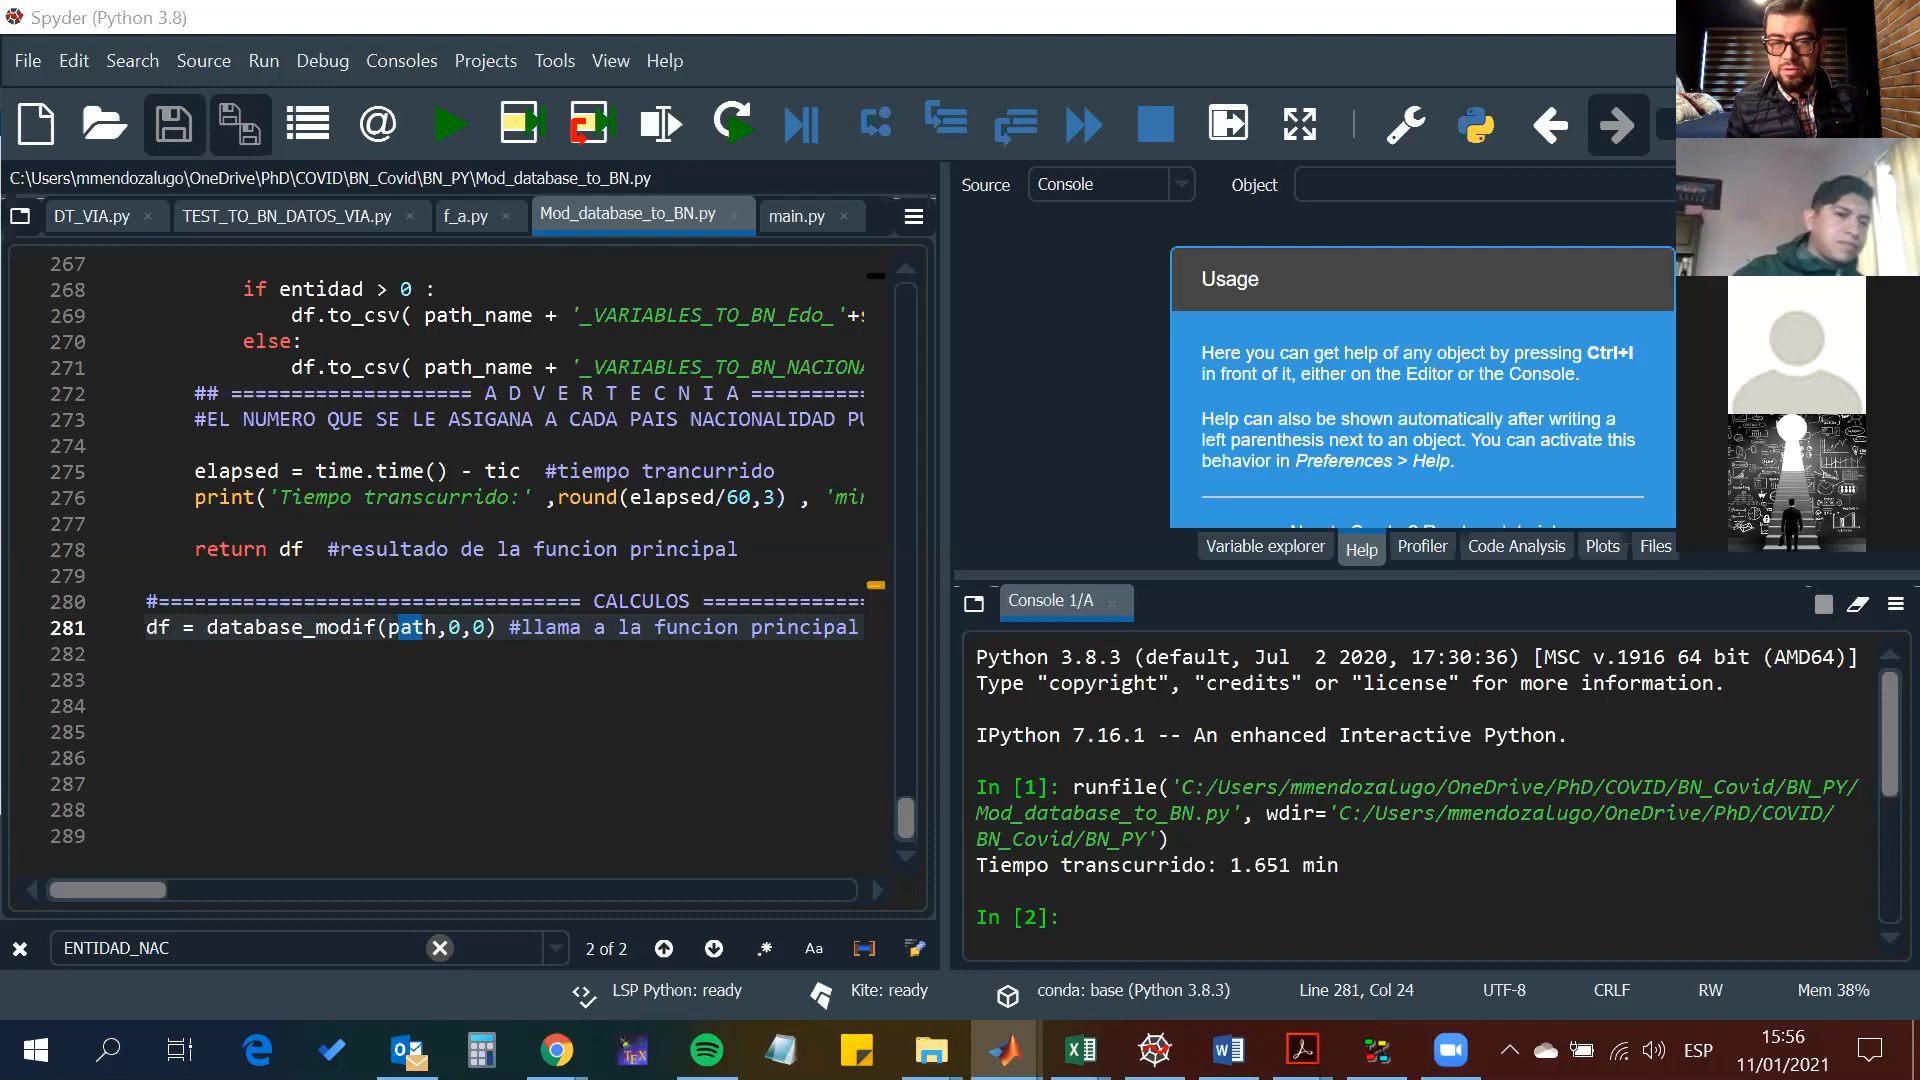 Spyder (Python 3.8)
File Edit Search Source Run Debug Consoles Projects Tools View Help
C:\Users\mmendozalugo\OneDrive\PhD\COVID\BN_Covid\BN_PY\Mod_database_to_BN.py
DT_VIA.py TEST_TO_BN_DATOS_VIA.py f_a.py Mod_database_to_BN.py main.py
267
268 if entidad > 0 :
269 df.to_csv( path_name + '_VARIABLES_TO_BN_Edo_'+
270 else:
271 df.to_csv( path_name + '_VARIABLES_TO_BN_NACIONA
272 ## ==================== A D V E R T E C N I A ==========
273 #EL NUMERO QUE SE LE ASIGANA A CADA PAIS NACIONALIDAD PU
274
275 elapsed = time.time() - tic #tiempo trancurrido
276 print('Tiempo transcurrido:' ,round(elapsed/60,3) , 'min
277
278 return df #resultado de la funcion principal
279
280 #=================================== CALCULOS ==============
281 df = database_modif(path,0,0) #llama a la funcion principal
282
283
284
285
286
287
288
289
ENTIDAD_NAC 2 of 2 .* Aa
Source Console Object
Usage
Here you can get help of any object by pressing Ctrl+I
in front of it, either on the Editor or the Console.
Help can also be shown automatically after writing a
left parenthesis next to an object. You can activate this
behavior in Preferences > Help.
Variable explorer Help Profiler Code Analysis Plots Files
Console 1/A
Python 3.8.3 (default, Jul 2 2020, 17:30:36) [MSC v.1916 64 bit (AMD64)]
Type "copyright", "credits" or "license" for more information.
IPython 7.16.1 -- An enhanced Interactive Python.
In [1]: runfile('C:/Users/mmendozalugo/OneDrive/PhD/COVID/BN_Covid/BN_PY/
Mod_database_to_BN.py', wdir='C:/Users/mmendozalugo/OneDrive/PhD/COVID/
BN_Covid/BN_PY')
Tiempo transcurrido: 1.651 min
In [2]:
LSP Python: ready Kite: ready conda: base (Python 3.8.3) Line 281, Col 24 UTF-8 CRLF RW Mem 38%
TEX
ESP
15:56
11/01/2021